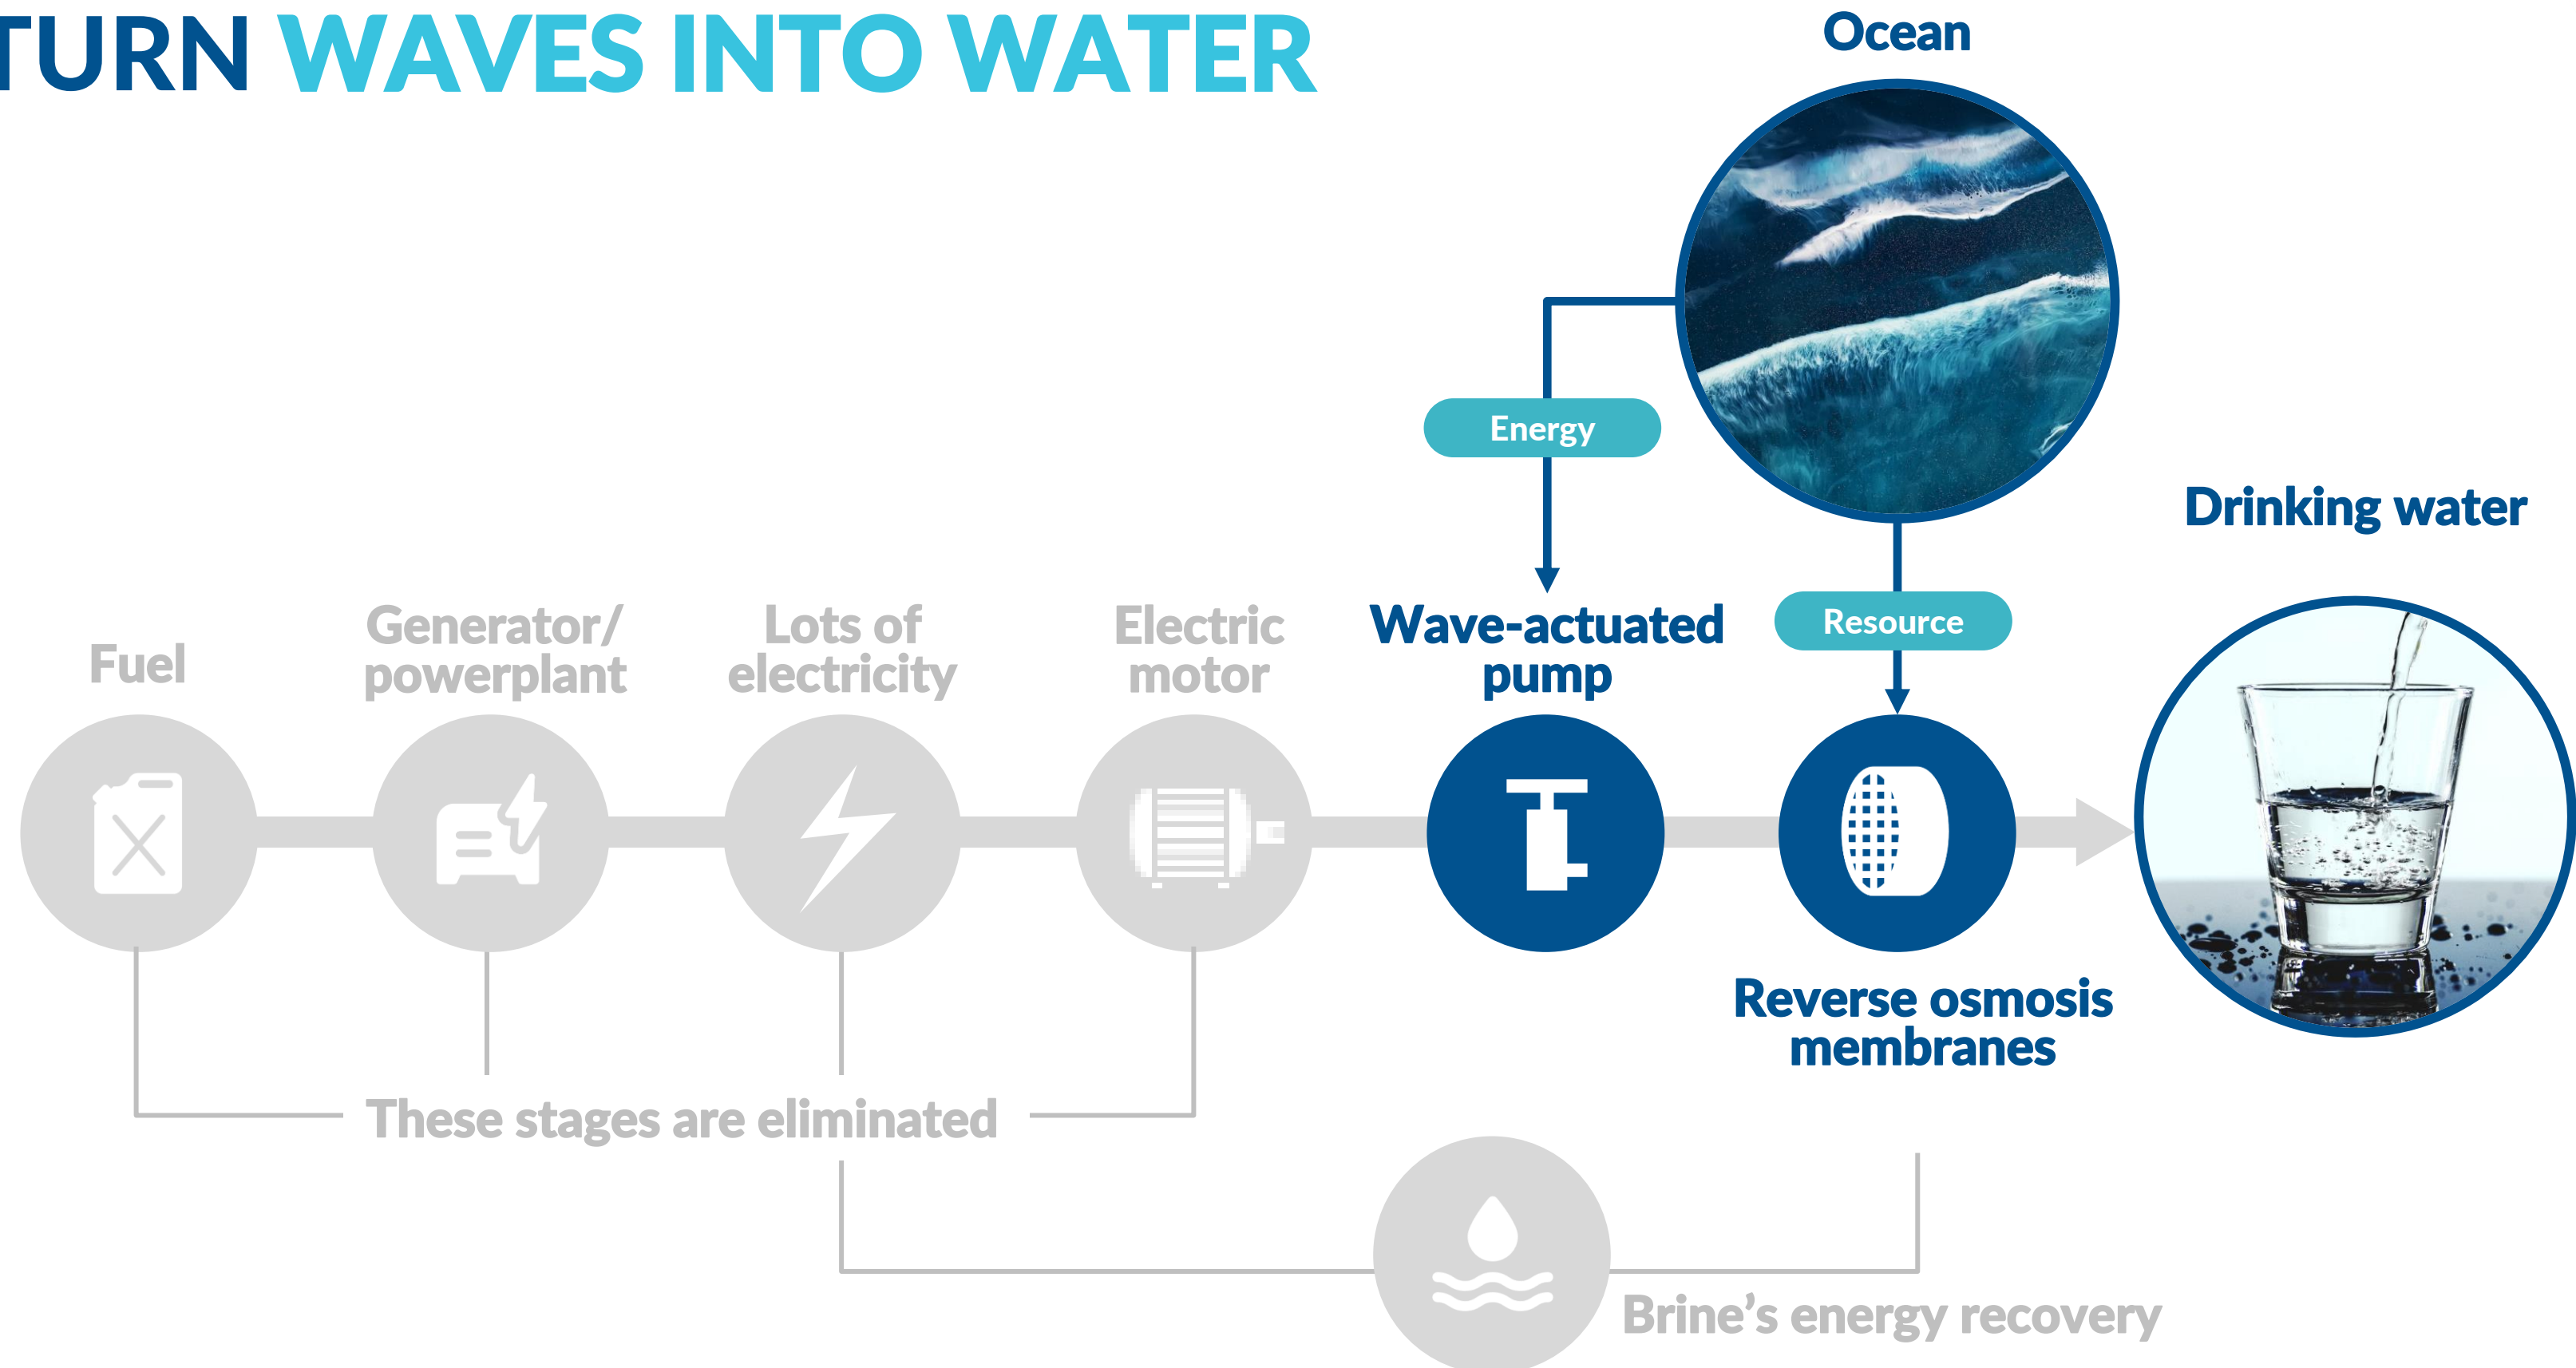 TURN WAVES INTO WATER
Ocean
Energy
Drinking water
Fuel
Generator/
powerplant
Lots of
electricity
Electric
motor
Wave-actuated
pump
Resource
Reverse osmosis
membranes
These stages are eliminated
Brine’s energy recovery